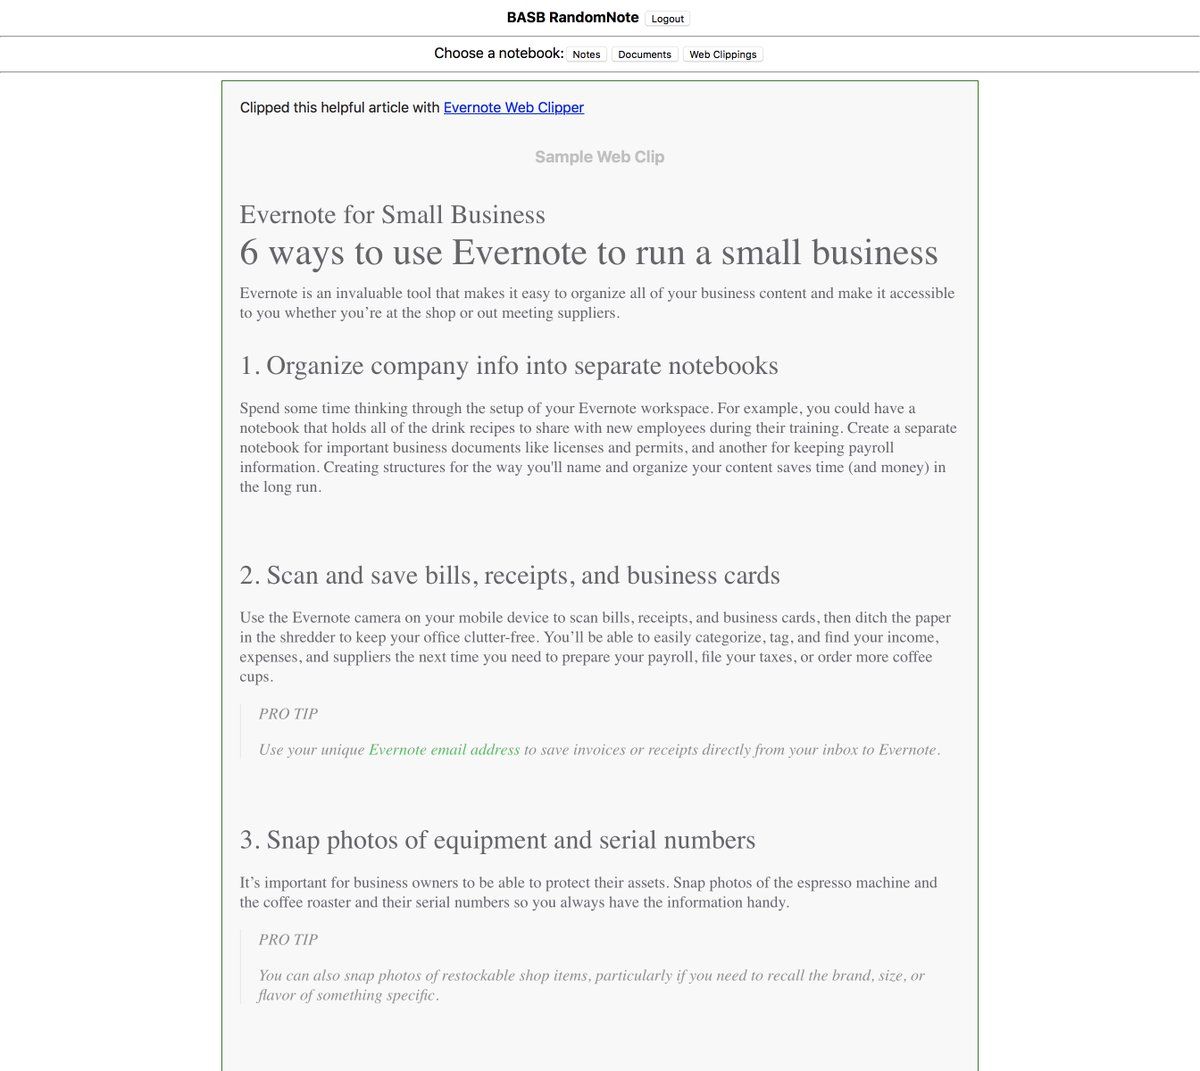 BASB RandomNote Logout
Choose a notebook: Notes Documents Web Clippings
Clipped this helpful article with Evernote Web Clipper
Sample Web Clip
Evernote for Small Business
6 ways to use Evernote to run a small business
Evernote is an invaluable tool that makes it easy to organize all of your business content and make it accessible
to you whether you’re at the shop or out meeting suppliers.
1. Organize company info into separate notebooks
Spend some time thinking through the setup of your Evernote workspace. For example, you could have a
notebook that holds all of the drink recipes to share with new employees during their training. Create a separate
notebook for important business documents like licenses and permits, and another for keeping payroll
information. Creating structures for the way you'll name and organize your content saves time (and money) in
the long run.
2. Scan and save bills, receipts, and business cards
Use the Evernote camera on your mobile device to scan bills, receipts, and business cards, then ditch the paper
in the shredder to keep your office clutter-free. You’ll be able to easily categorize, tag, and find your income,
expenses, and suppliers the next time you need to prepare your payroll, file your taxes, or order more coffee
cups.
PRO TIP
Use your unique Evernote email address to save invoices or receipts directly from your inbox to Evernote.
3. Snap photos of equipment and serial numbers
It’s important for business owners to be able to protect their assets. Snap photos of the espresso machine and
the coffee roaster and their serial numbers so you always have the information handy.
PRO TIP
You can also snap photos of restockable shop items, particularly if you need to recall the brand, size, or
flavor of something specific.